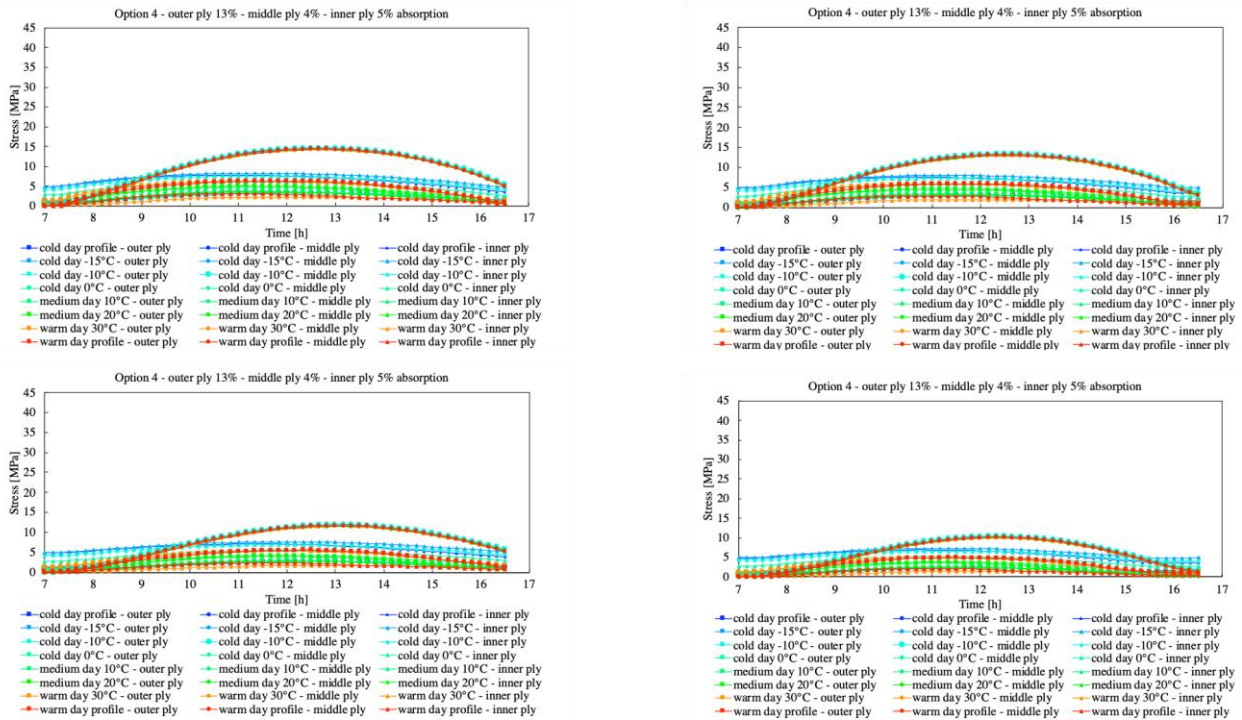 Option 4 - outer ply 13% - middle ply 4% - inner ply 5% absorption
45
40
35
30
25
20
15
10
5
0
Stress [MPa]
7 8 9 10 11 12 13 14 15 16 17
Time [h]
cold day profile - outer ply cold day profile - middle ply cold day profile - inner ply
cold day -15°C - outer ply cold day -15°C - middle ply cold day -15°C - inner ply
cold day -10°C - outer ply cold day -10°C - middle ply cold day -10°C - inner ply
cold day 0°C - outer ply cold day 0°C - middle ply cold day 0°C - inner ply
medium day 10°C - outer ply medium day 10°C - middle ply medium day 10°C - inner ply
medium day 20°C - outer ply medium day 20°C - middle ply medium day 20°C - inner ply
warm day 30°C - outer ply warm day 30°C - middle ply warm day 30°C - inner ply
warm day profile - outer ply warm day profile - middle ply warm day profile - inner ply
Option 4 - outer ply 13% - middle ply 4% - inner ply 5% absorption
45
40
35
30
25
20
15
10
5
0
Stress [MPa]
7 8 9 10 11 12 13 14 15 16 17
Time [h]
cold day profile - outer ply cold day profile - middle ply cold day profile - inner ply
cold day -15°C - outer ply cold day -15°C - middle ply cold day -15°C - inner ply
cold day -10°C - outer ply cold day -10°C - middle ply cold day -10°C - inner ply
cold day 0°C - outer ply cold day 0°C - middle ply cold day 0°C - inner ply
medium day 10°C - outer ply medium day 10°C - middle ply medium day 10°C - inner ply
medium day 20°C - outer ply medium day 20°C - middle ply medium day 20°C - inner ply
warm day 30°C - outer ply warm day 30°C - middle ply warm day 30°C - inner ply
warm day profile - outer ply warm day profile - middle ply warm day profile - inner ply
Option 4 - outer ply 13% - middle ply 4% - inner ply 5% absorption
45
40
35
30
25
20
15
10
5
0
Stress [MPa]
7 8 9 10 11 12 13 14 15 16 17
Time [h]
cold day profile - outer ply cold day profile - middle ply cold day profile - inner ply
cold day -15°C - outer ply cold day -15°C - middle ply cold day -15°C - inner ply
cold day -10°C - outer ply cold day -10°C - middle ply cold day -10°C - inner ply
cold day 0°C - outer ply cold day 0°C - middle ply cold day 0°C - inner ply
medium day 10°C - outer ply medium day 10°C - middle ply medium day 10°C - inner ply
medium day 20°C - outer ply medium day 20°C - middle ply medium day 20°C - inner ply
warm day 30°C - outer ply warm day 30°C - middle ply warm day 30°C - inner ply
warm day profile - outer ply warm day profile - middle ply warm day profile - inner ply
Option 4 - outer ply 13% - middle ply 4% - inner ply 5% absorption
45
40
35
30
25
20
15
10
5
0
Stress [MPa]
7 8 9 10 11 12 13 14 15 16 17
Time [h]
cold day profile - outer ply cold day profile - middle ply cold day profile - inner ply
cold day -15°C - outer ply cold day -15°C - middle ply cold day -15°C - inner ply
cold day -10°C - outer ply cold day -10°C - middle ply cold day -10°C - inner ply
cold day 0°C - outer ply cold day 0°C - middle ply cold day 0°C - inner ply
medium day 10°C - outer ply medium day 10°C - middle ply medium day 10°C - inner ply
medium day 20°C - outer ply medium day 20°C - middle ply medium day 20°C - inner ply
warm day 30°C - outer ply warm day 30°C - middle ply warm day 30°C - inner ply
warm day profile - outer ply warm day profile - middle ply warm day profile - inner ply